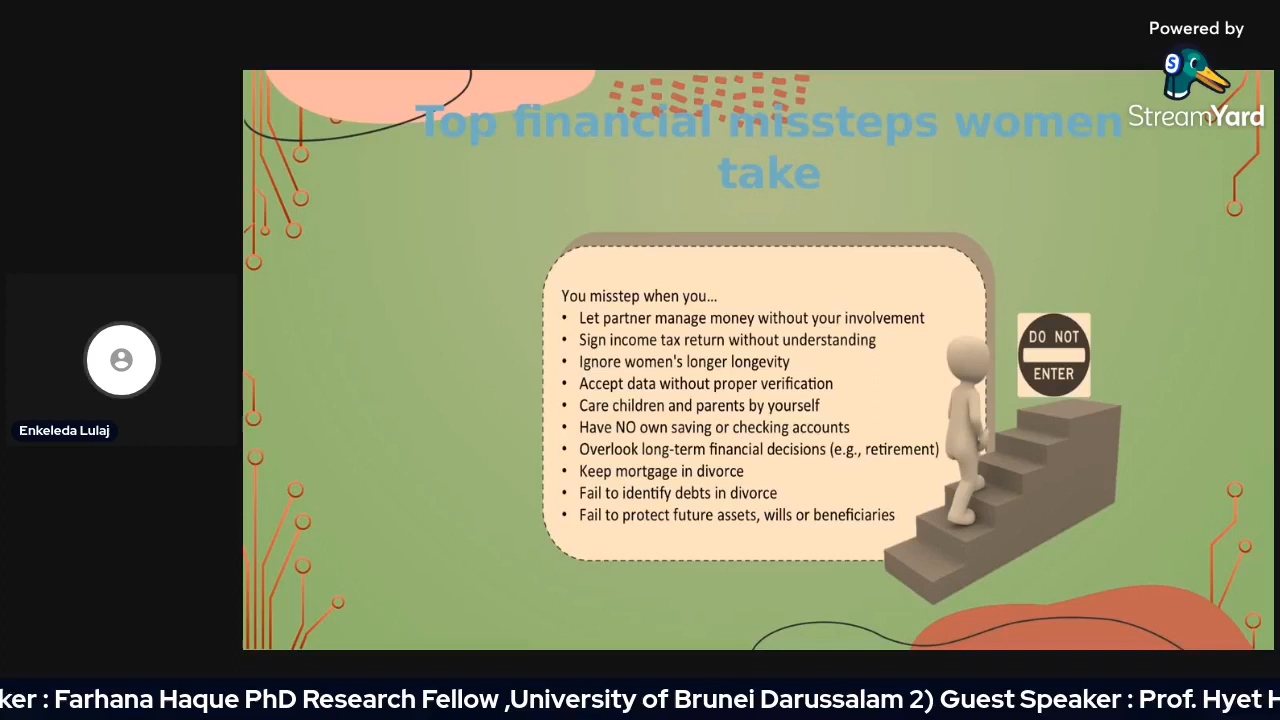 Powered by
StreamYard
Top financial missteps women
take
You misstep when you...
• Let partner manage money without your involvement
• Sign income tax return without understanding
• Ignore women's longer longevity
• Accept data without proper verification
• Care children and parents by yourself
• Have NO own saving or checking accounts
• Overlook long-term financial decisions (e.g., retirement)
• Keep mortgage in divorce
• Fail to identify debts in divorce
• Fail to protect future assets, wills or beneficiaries
DO NOT
ENTER
Enkeleda Lulaj
ker : Farhana Haque PhD Research Fellow ,University of Brunei Darussalam 2) Guest Speaker : Prof. Hyet H